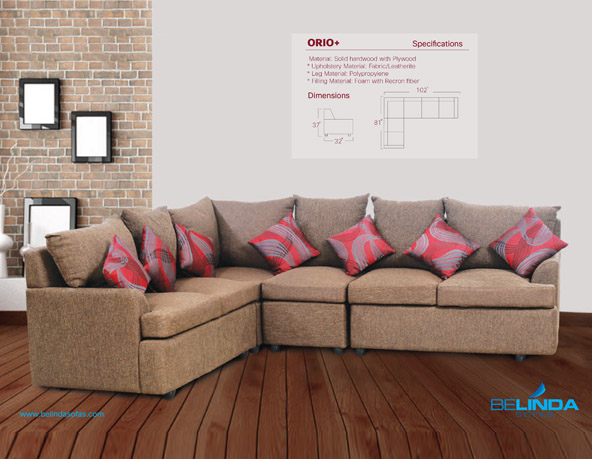 ORIO+ Specifications
Material: Solid hardwood with Plywood
* Upholstery Material: Fabric/Leatherite
* Leg Material: Polypropylene
* Filling Material: Foam with Recron fiber
Dimensions
102"
37"
81"
32"
www.belindasofas.com
BELINDA
SOFAS